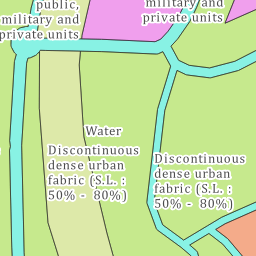 public,
military and
private units
military and
private units
Water
Discontinuous
dense urban
fabric (S.L. :
50% - 80%)
Discontinuous
dense urban
fabric (S.L. :
50% - 80%)